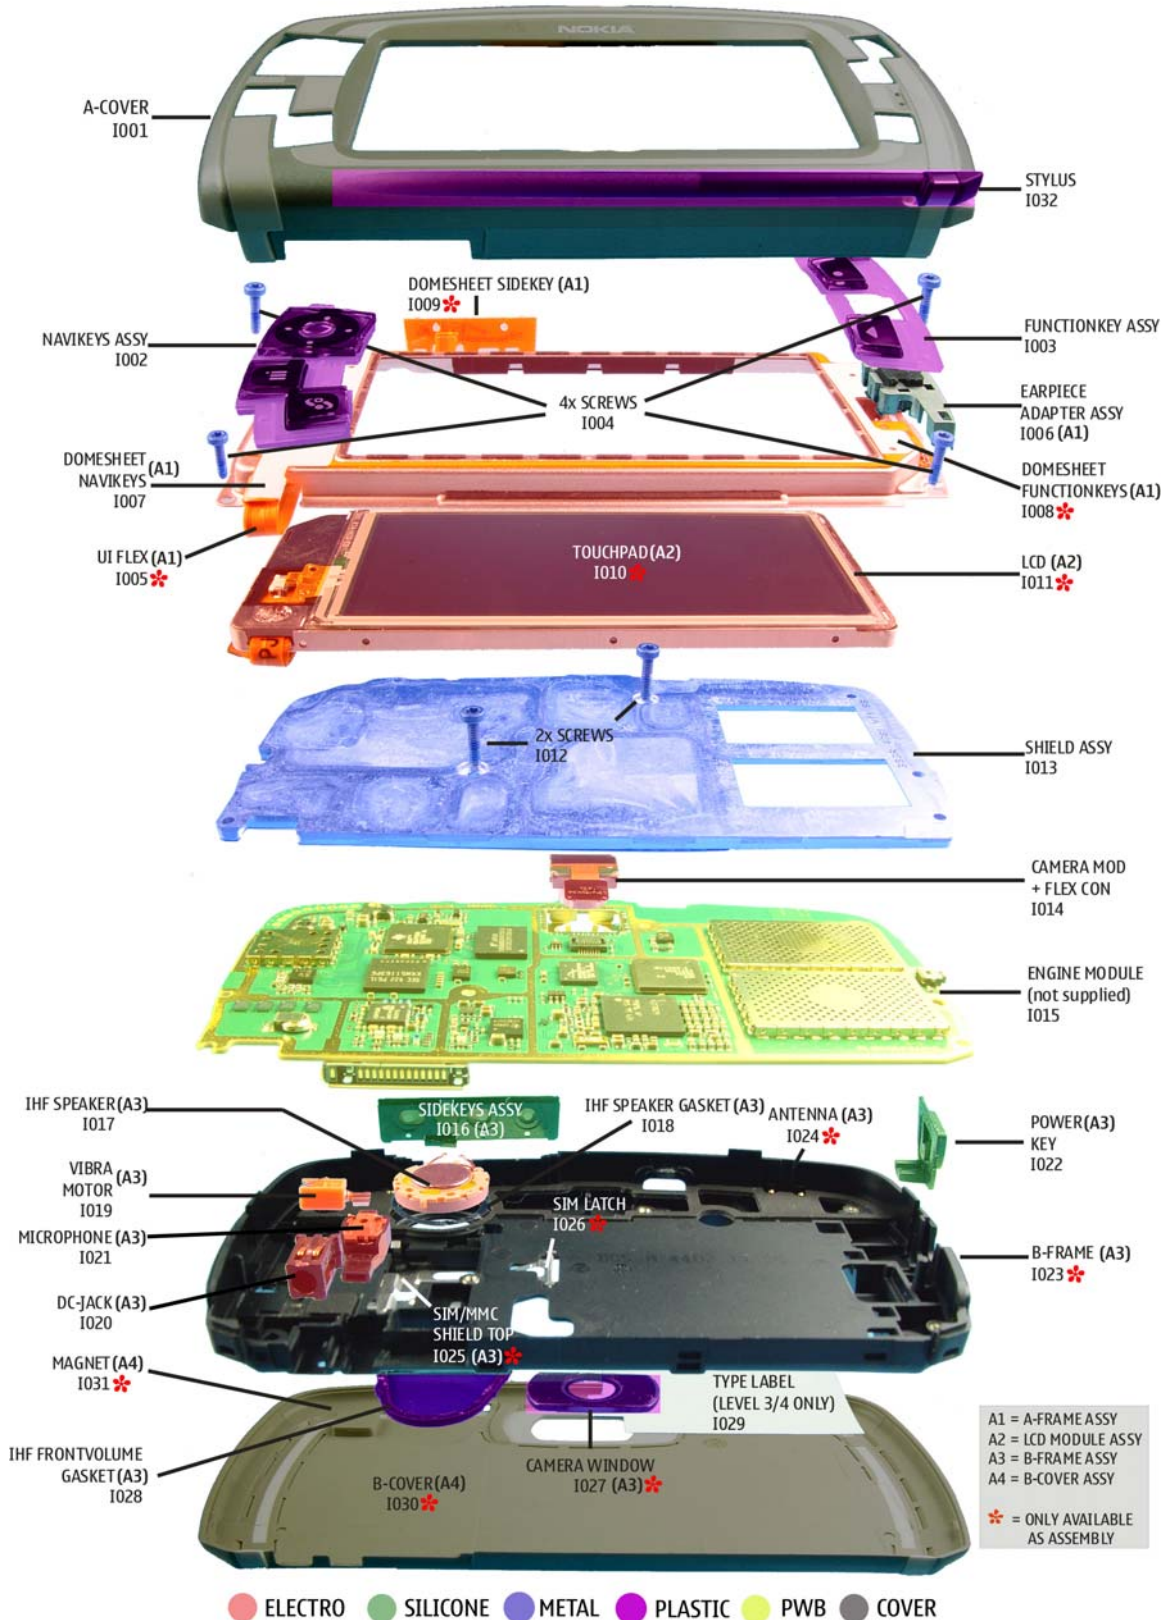 NOKIA
A-COVER
I001
STYLUS
I032
DOMESHEET SIDEKEY (A1)
I009
NAVIKEYS ASSY
I002
FUNCTIONKEY ASSY
I003
4x SCREWS
I004
EARPIECE
ADAPTER ASSY
I006 (A1)
DOMESHEET (A1)
NAVIKEYS
I007
DOMESHEET
FUNCTIONKEYS (A1)
I008
UI FLEX (A1)
I005
TOUCHPAD (A2)
I010
LCD (A2)
I011
2x SCREWS
I012
SHIELD ASSY
I013
CAMERA MOD
+ FLEX CON
I014
ENGINE MODULE
(not supplied)
I015
IHF SPEAKER (A3)
I017
SIDEKEYS ASSY
I016 (A3)
IHF SPEAKER GASKET (A3)
I018
ANTENNA (A3)
I024
POWER (A3)
KEY
I022
VIBRA (A3)
MOTOR
I019
SIM LATCH
I026
MICROPHONE (A3)
I021
B-FRAME (A3)
I023
DC-JACK (A3)
I020
SIM/MMC
SHIELD TOP
I025 (A3)
MAGNET (A4)
I031
TYPE LABEL
(LEVEL 3/4 ONLY)
I029
IHF FRONTVOLUME
GASKET (A3)
I028
B-COVER (A4)
I030
CAMERA WINDOW
I027 (A3)
A1 = A-FRAME ASSY
A2 = LCD MODULE ASSY
A3 = B-FRAME ASSY
A4 = B-COVER ASSY
= ONLY AVAILABLE
AS ASSEMBLY
ELECTRO SILICONE METAL PLASTIC PWB COVER